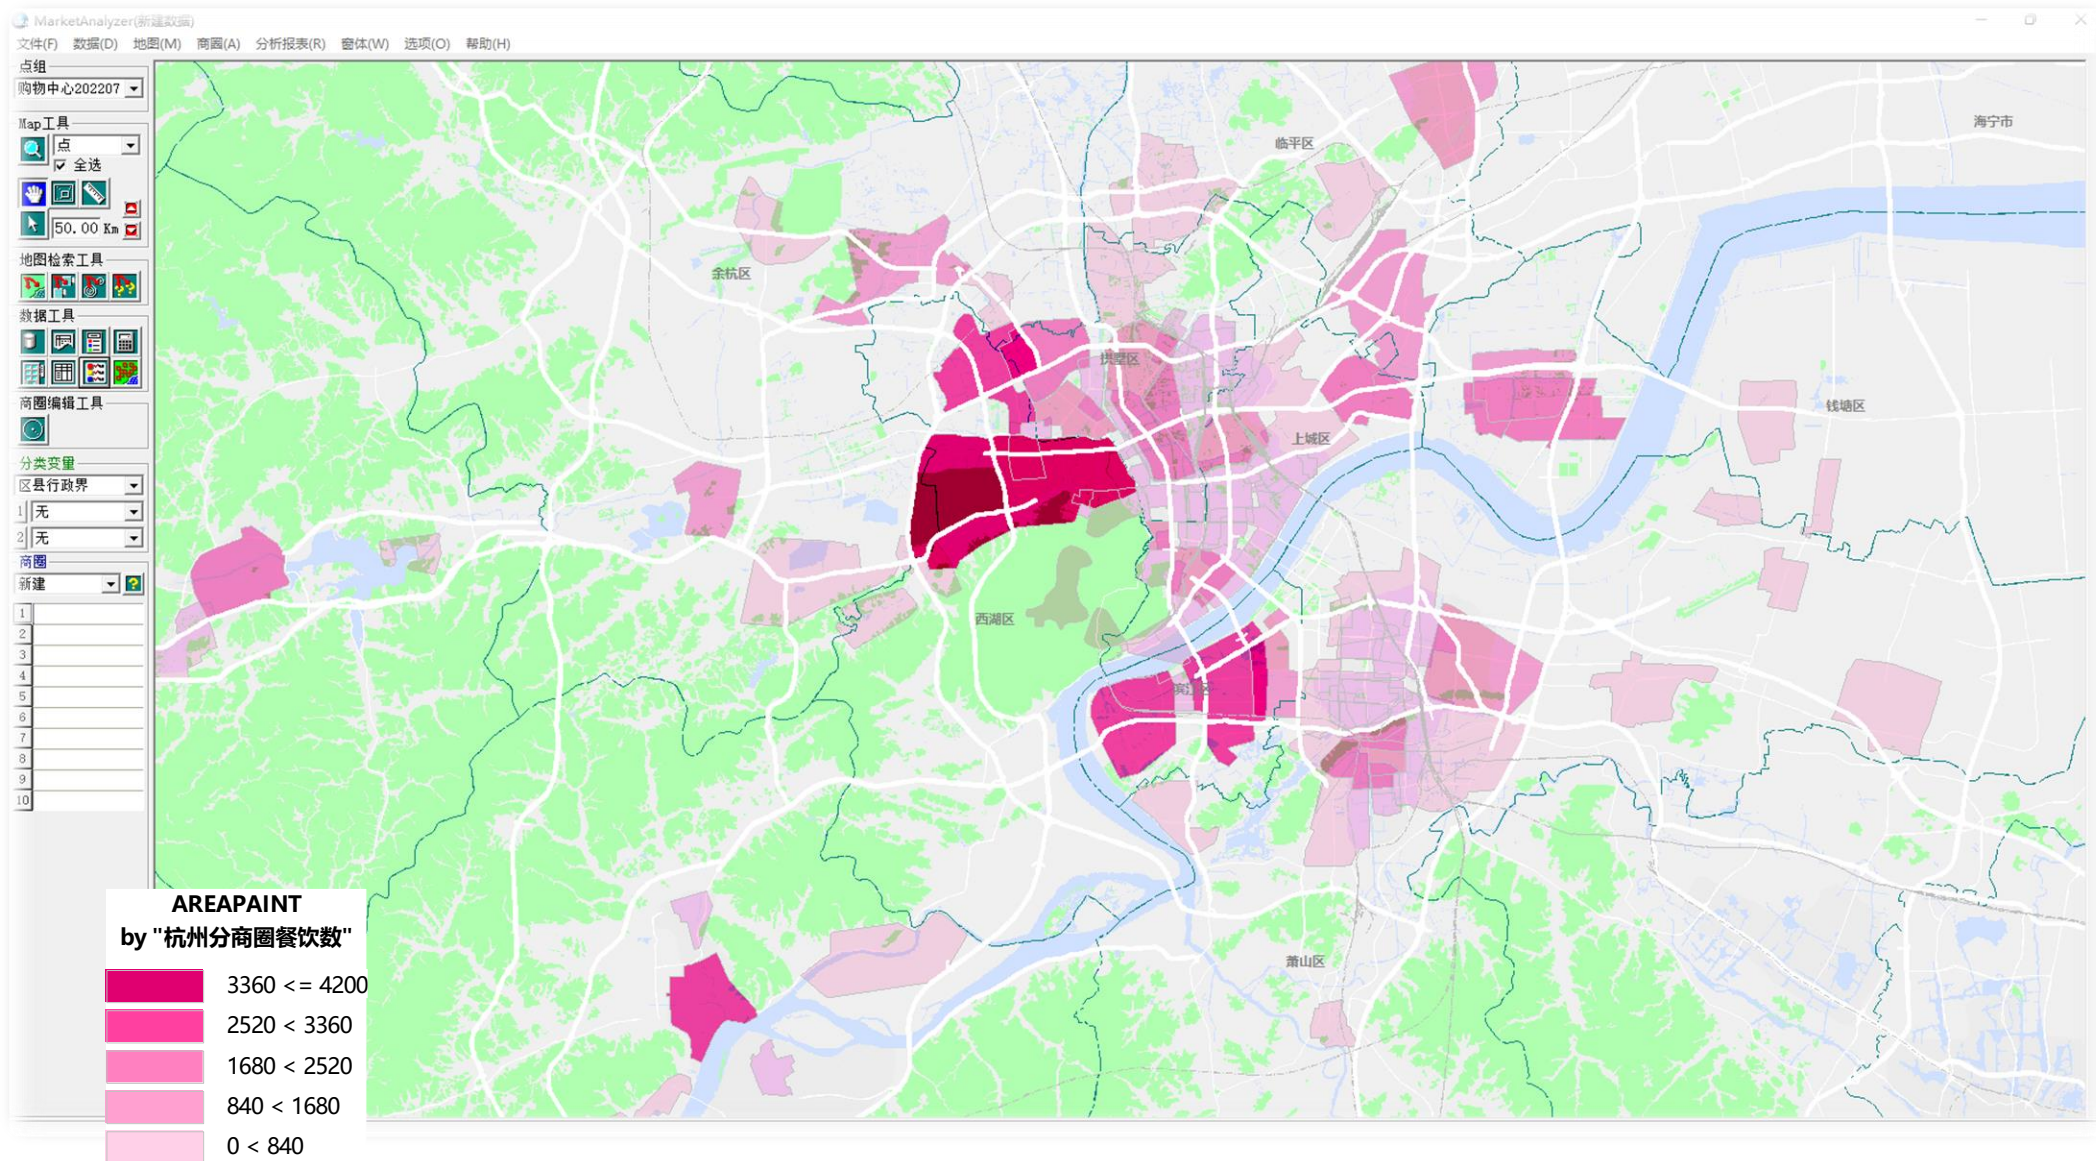 MarketAnalyzer(新建数据)
文件(F) 数据(D) 地图(M) 商圈(A) 分析报表(R) 窗体(W) 选项(O) 帮助(H)
点组
购物中心202207
Map工具
点
全选
50.00 Km
地图检索工具
数据工具
商圈编辑工具
分类变量
区县行政界
1 无
2 无
商圈
新建
1
2
3
4
5
6
7
8
9
10
海宁市
临平区
余杭区
拱墅区
钱塘区
上城区
西湖区
滨江区
萧山区
AREAPAINT
by "杭州分商圈餐饮数"
3360 <= 4200
2520 < 3360
1680 < 2520
840 < 1680
0 < 840